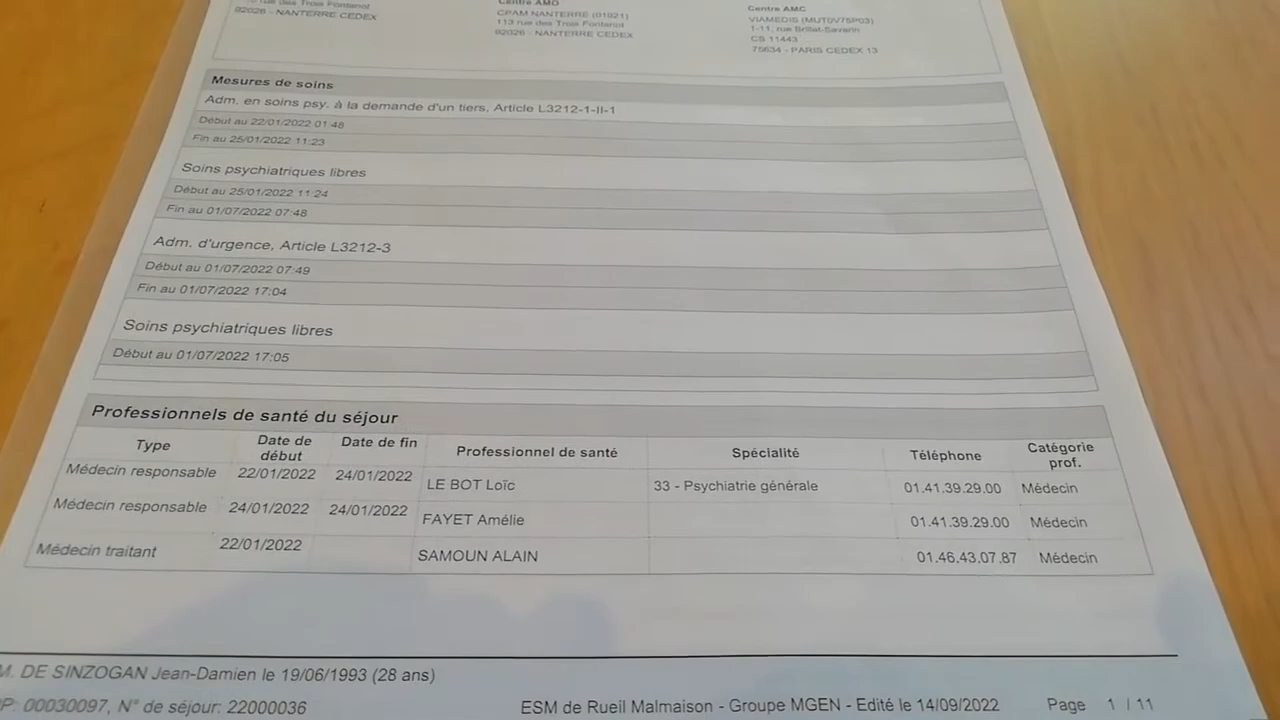 Trois Fontanot
92026 - NANTERRE CEDEX
Centre AMO
CPAM NANTERRE (01921)
113 rue des Trois Fontanot
92026 - NANTERRE CEDEX
Centre AMC
VIAMEDIS (MUTUV75P03)
1-11, rue Brillat-Savarin
CS 11443
75634 - PARIS CEDEX 13
Mesures de soins
Adm. en soins psy. à la demande d'un tiers, Article L3212-1-II-1
Début au 22/01/2022 01:48
Fin au 25/01/2022 11:23
Soins psychiatriques libres
Début au 25/01/2022 11:24
Fin au 01/07/2022 07:48
Adm. d'urgence, Article L3212-3
Début au 01/07/2022 07:49
Fin au 01/07/2022 17:04
Soins psychiatriques libres
Début au 01/07/2022 17:05
Professionnels de santé du séjour
Type Date de début Date de fin Professionnel de santé Spécialité Téléphone Catégorie prof.
Médecin responsable 22/01/2022 24/01/2022 LE BOT Loïc 33 - Psychiatrie générale 01.41.39.29.00 Médecin
Médecin responsable 24/01/2022 24/01/2022 FAYET Amélie 01.41.39.29.00 Médecin
Médecin traitant 22/01/2022 SAMOUN ALAIN 01.46.43.07.87 Médecin
M. DE SINZOGAN Jean-Damien le 19/06/1993 (28 ans)
PP: 00030097, N° de séjour: 22000036 ESM de Rueil Malmaison - Groupe MGEN - Edité le 14/09/2022 Page 1 / 11